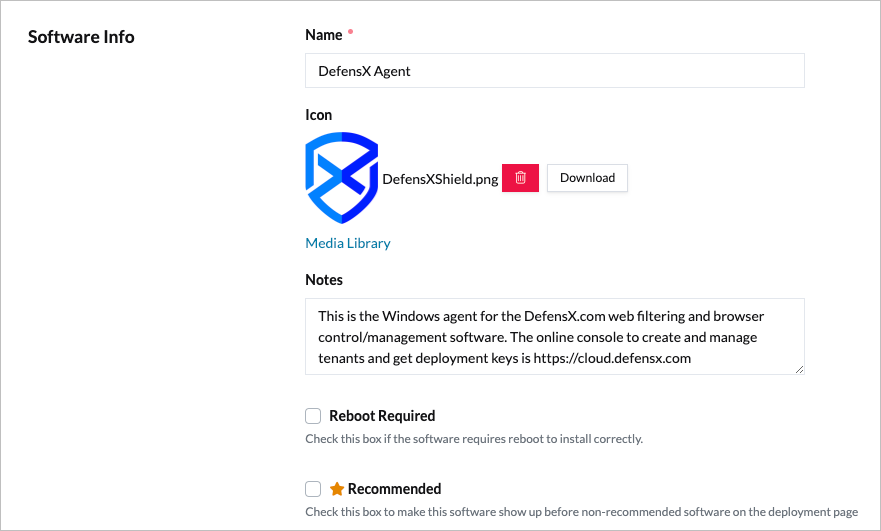 Software Info
Name *
DefensX Agent
Icon
DefensXShield.png
Download
Media Library
Notes
This is the Windows agent for the DefensX.com web filtering and browser
control/management software. The online console to create and manage
tenants and get deployment keys is https://cloud.defensx.com
Reboot Required
Check this box if the software requires reboot to install correctly.
Recommended
Check this box to make this software show up before non-recommended software on the deployment page